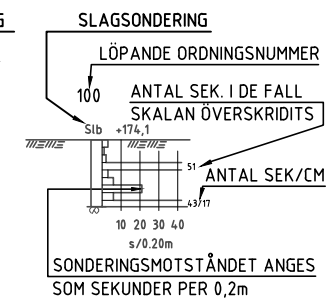 G
SLAGSONDERING
LÖPANDE ORDNINGSNUMMER
100
ANTAL SEK. I DE FALL
SKALAN ÖVERSKRIDITS
Slb +174,1
51
ANTAL SEK/CM
43/17
10 20 30 40
s/0.20m
SONDERINGSMOTSTÅNDET ANGES
SOM SEKUNDER PER 0,2m